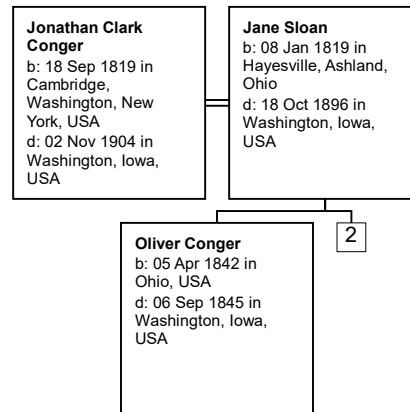 Jonathan Clark
Conger
b: 18 Sep 1819 in
Cambridge,
Washington, New
York, USA
d: 02 Nov 1904 in
Washington, Iowa,
USA
Jane Sloan
b: 08 Jan 1819 in
Hayesville, Ashland,
Ohio
d: 18 Oct 1896 in
Washington, Iowa,
USA
2
Oliver Conger
b: 05 Apr 1842 in
Ohio, USA
d: 06 Sep 1845 in
Washington, Iowa,
USA